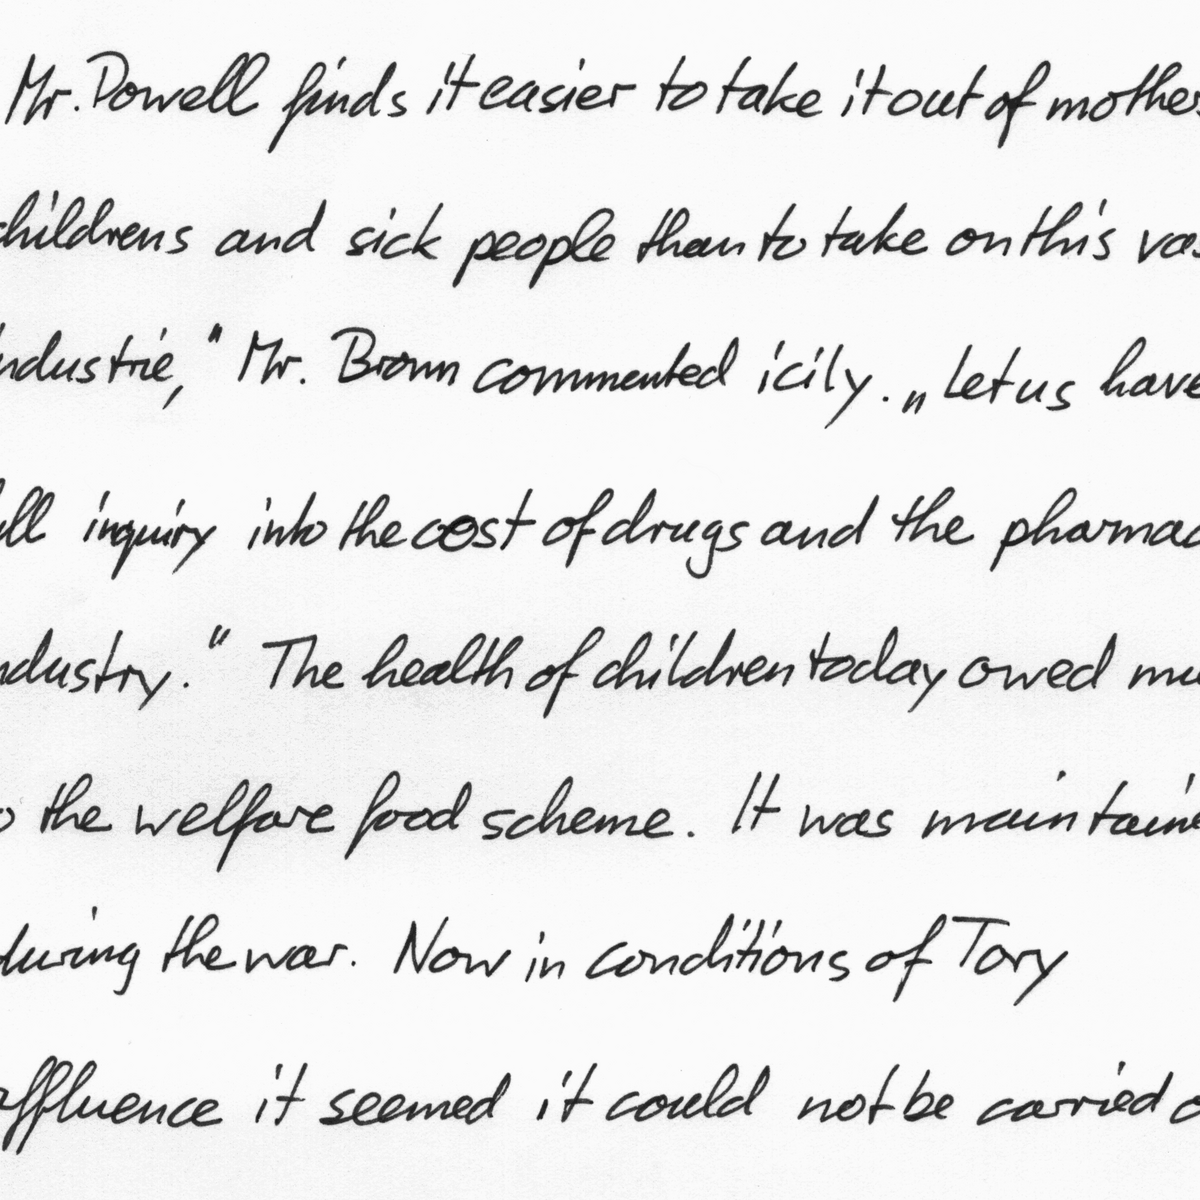 Mr. Powell finds it easier to take it out of mothers
childrens and sick people than to take on this vas
industrie," Mr. Brown commented icily. „Let us have
ull inquiry into the cost of drugs and the pharmac
ndustry." The health of children today owed mu
o the welfare food scheme. It was maintaine
during the war. Now in conditions of Tory
affluence it seemed it could not be carried o